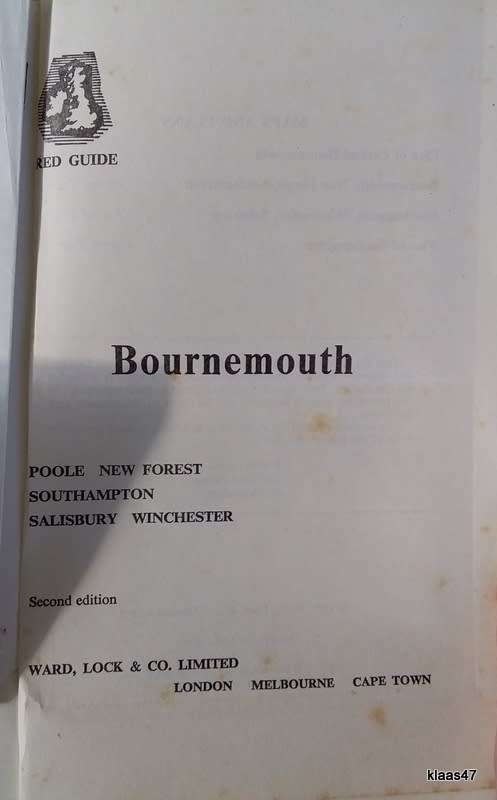 RED GUIDE
Bournemouth
POOLE NEW FOREST
SOUTHAMPTON
SALISBURY WINCHESTER
Second edition
WARD, LOCK & CO. LIMITED
LONDON MELBOURNE CAPE TOWN
klaas47